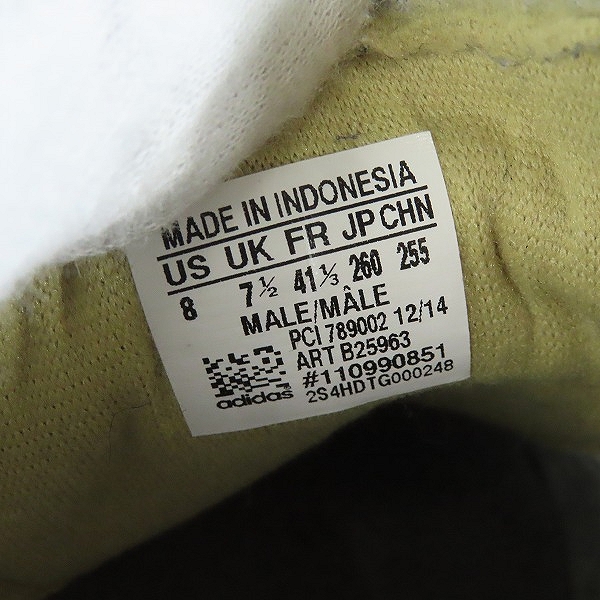 MADE IN INDONESIA
US UK FR JP CHN
8 7½ 41⅓ 260 255
MALE/MÂLE
PCI 789002 12/14
ART B25963
#110990851
adidas 2S4HDTG000248